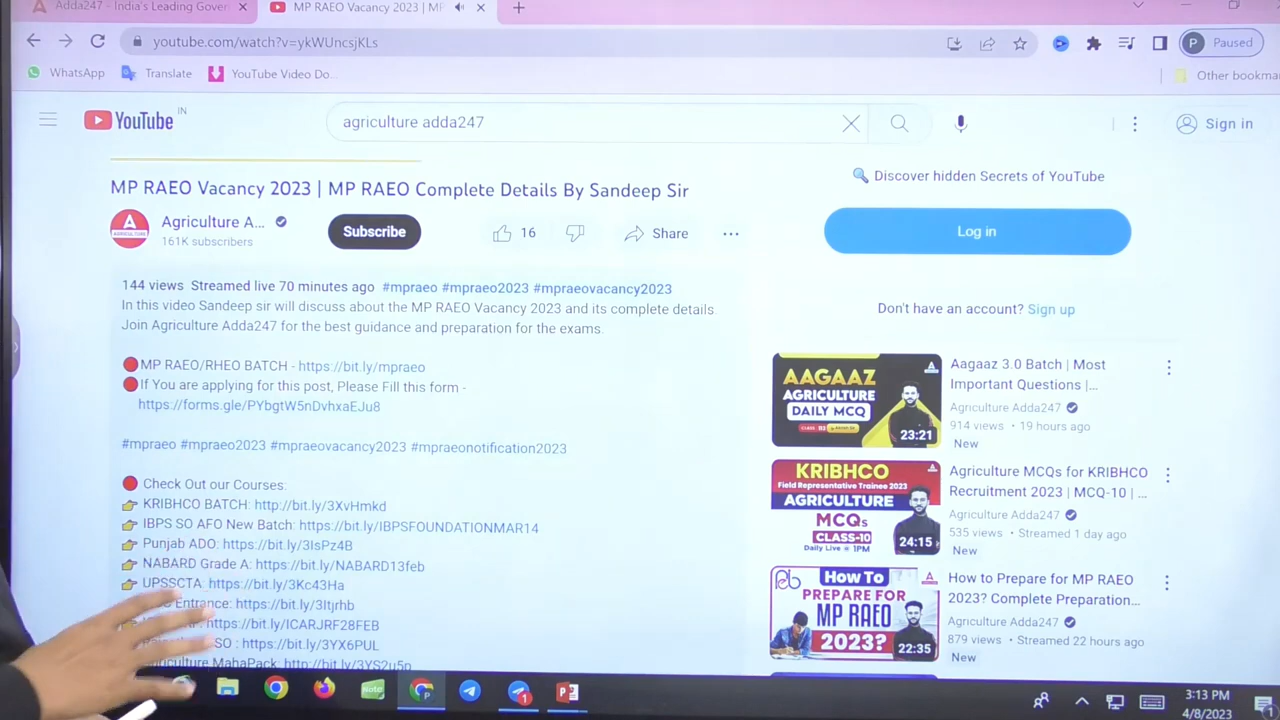 Adda247 - India's Leading Gover
MP RAEO Vacancy 2023 | MP
youtube.com/watch?v=ykWUncsjKLs
P Paused
WhatsApp
Translate
YouTube Video Do...
Other bookma
YouTube IN
agriculture adda247
Sign in
MP RAEO Vacancy 2023 | MP RAEO Complete Details By Sandeep Sir
Agriculture A...
161K subscribers
Subscribe
16
Share
144 views Streamed live 70 minutes ago #mpraeo #mpraeo2023 #mpraeovacancy2023
In this video Sandeep sir will discuss about the MP RAEO Vacancy 2023 and its complete details
Join Agriculture Adda247 for the best guidance and preparation for the exams.
MP RAEO/RHEO BATCH - https://bit.ly/mpraeo
If You are applying for this post, Please Fill this form -
https://forms.gle/PYbgtW5nDvhxaEJu8
#mpraeo #mpraeo2023 #mpraeovacancy2023 #mpraeonotification2023
Check Out our Courses:
KRIBHCO BATCH: http://bit.ly/3XvHmkd
IBPS SO AFO New Batch: https://bit.ly/IBPSFOUNDATIONMAR14
Punjab ADO: https://bit.ly/3IsPz4B
NABARD Grade A: https://bit.ly/NABARD13feb
UPSSCTA: https://bit.ly/3Kc43Ha
Entrance: https://bit.ly/3Itjrhb
https://bit.ly/ICARJRF28FEB
SO : https://bit.ly/3YX6PUL
MahaPack: http://bit.ly/3YS2u5n
Discover hidden Secrets of YouTube
Log in
Don't have an account? Sign up
AAGAAZ
AGRICULTURE
DAILY MCQ
23:21
Aagaaz 3.0 Batch | Most
Important Questions |...
Agriculture Adda247
914 views • 19 hours ago
New
KRIBHCO
Field Representative Trainee 2023
AGRICULTURE
MCQs
CLASS-10
Daily Live @ 1PM
24:15
Agriculture MCQs for KRIBHCO
Recruitment 2023 | MCQ-10 | ...
Agriculture Adda247
535 views • Streamed 1 day ago
New
How To
PREPARE FOR
MP RAEO
2023?
22:35
How to Prepare for MP RAEO
2023? Complete Preparation...
Agriculture Adda247
879 views • Streamed 22 hours ago
New
Note
1
3:13 PM
4/8/2023
1